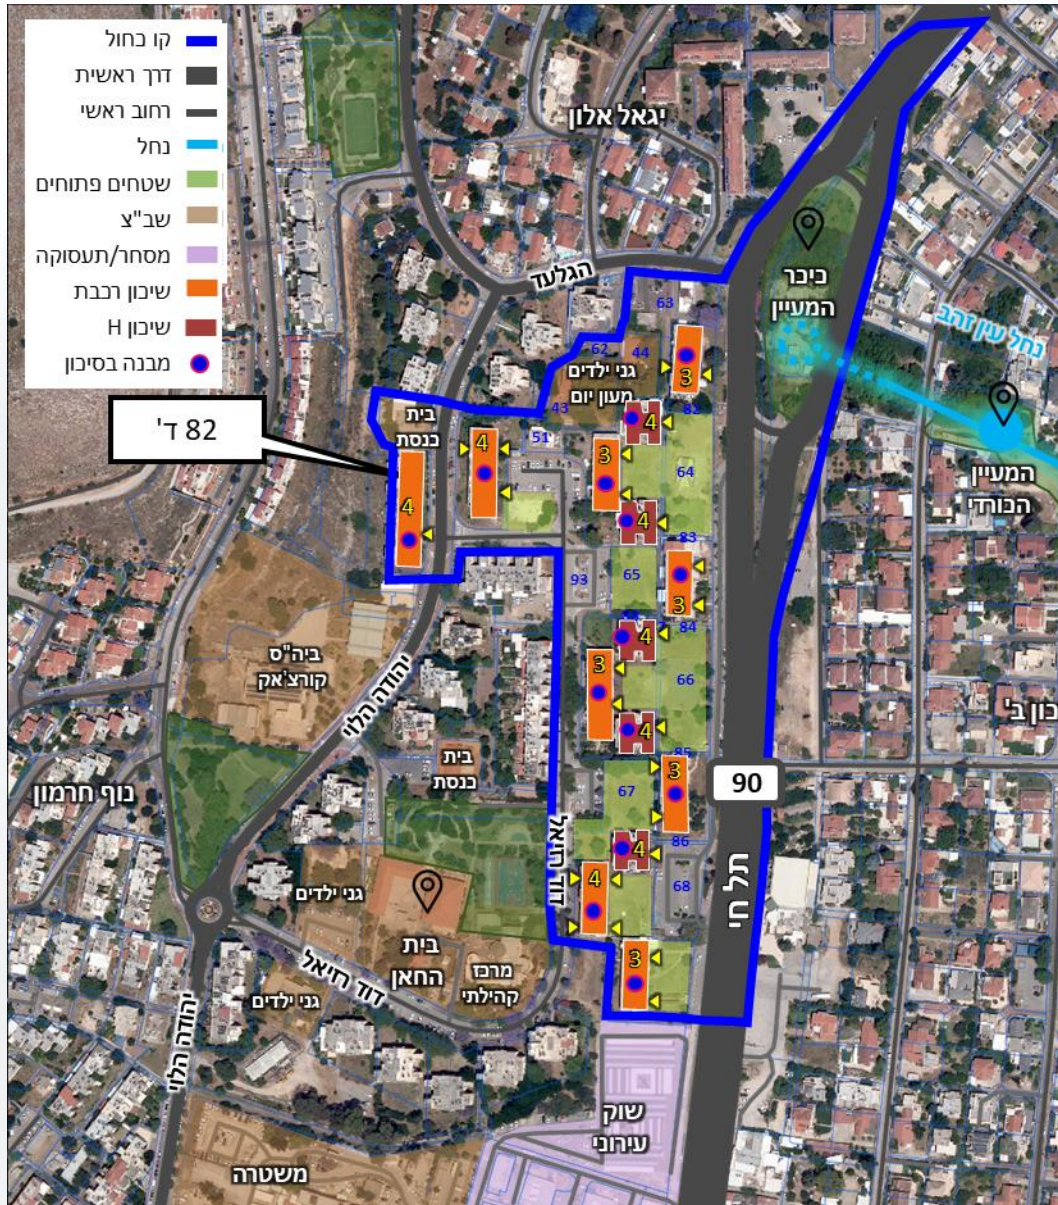 קו כחול
דרך ראשית
רחוב ראשי
נחל
שטחים פתוחים
שב"צ
מסחר/תעסוקה
שיכון רכבת
שיכון H
מבנה בסיכון
82 ד'
יגאל אלון
הגלעד
כיכר
המעיין
נחל עין זהב
המעיין
הכורדי
63
62
44
גני ילדים
מעון יום
43
82
בית
כנסת
51
3
4
4
3
4
64
4
83
93
65
3
84
4
3
66
4
85
ביה"ס
קורצ'אק
יהודה הלוי
בית
כנסת
נוף חרמון
כון ב'
90
67
3
86
4
4
68
3
דוד רזיאל
תל חי
גני ילדים
בית
החאן
מרכז
קהילתי
דוד רזיאל
גני ילדים
יהודה הלוי
שוק
עירוני
משטרה